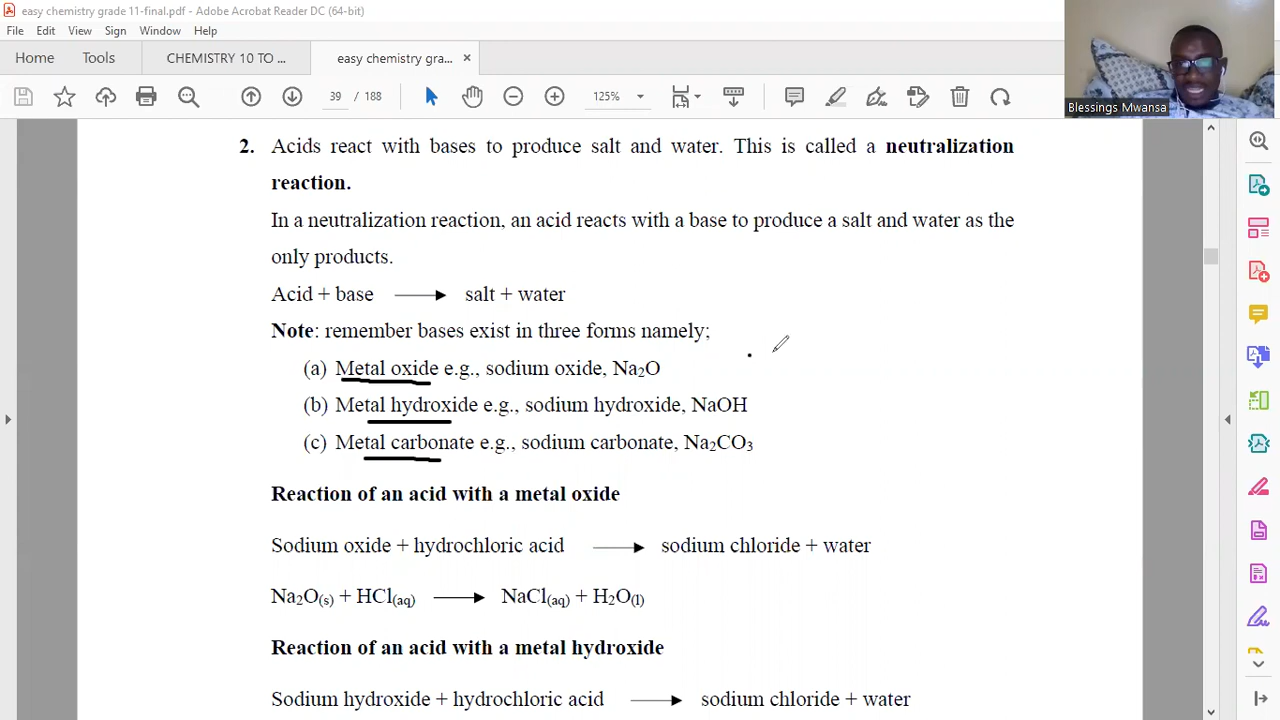 easy chemistry grade 11-final.pdf - Adobe Acrobat Reader DC (64-bit)
File Edit View Sign Window Help
Home Tools CHEMISTRY 10 TO ... easy chemistry gra... ×
39 / 188 125%
Blessings Mwansa
2. Acids react with bases to produce salt and water. This is called a neutralization
reaction.
In a neutralization reaction, an acid reacts with a base to produce a salt and water as the
only products.
Acid + base ⟶ salt + water
Note: remember bases exist in three forms namely;
(a) Metal oxide e.g., sodium oxide, Na₂O
(b) Metal hydroxide e.g., sodium hydroxide, NaOH
(c) Metal carbonate e.g., sodium carbonate, Na₂CO₃
Reaction of an acid with a metal oxide
Sodium oxide + hydrochloric acid ⟶ sodium chloride + water
Na₂O(s) + HCl(aq) ⟶ NaCl(aq) + H₂O(l)
Reaction of an acid with a metal hydroxide
Sodium hydroxide + hydrochloric acid ⟶ sodium chloride + water